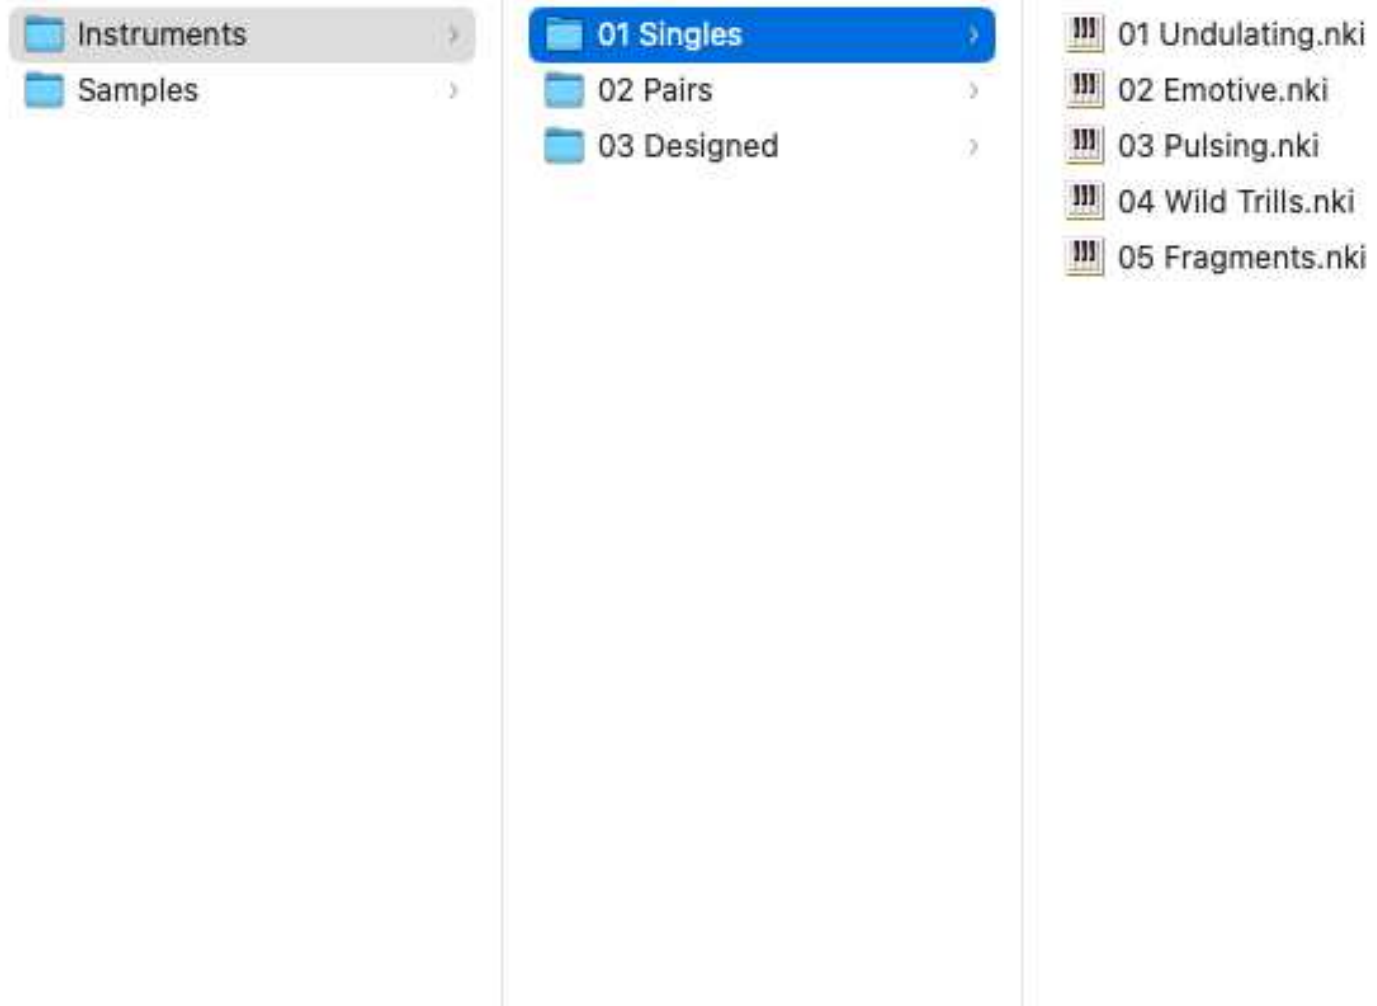 Instruments
Samples
01 Singles
02 Pairs
03 Designed
01 Undulating.nki
02 Emotive.nki
03 Pulsing.nki
04 Wild Trills.nki
05 Fragments.nki